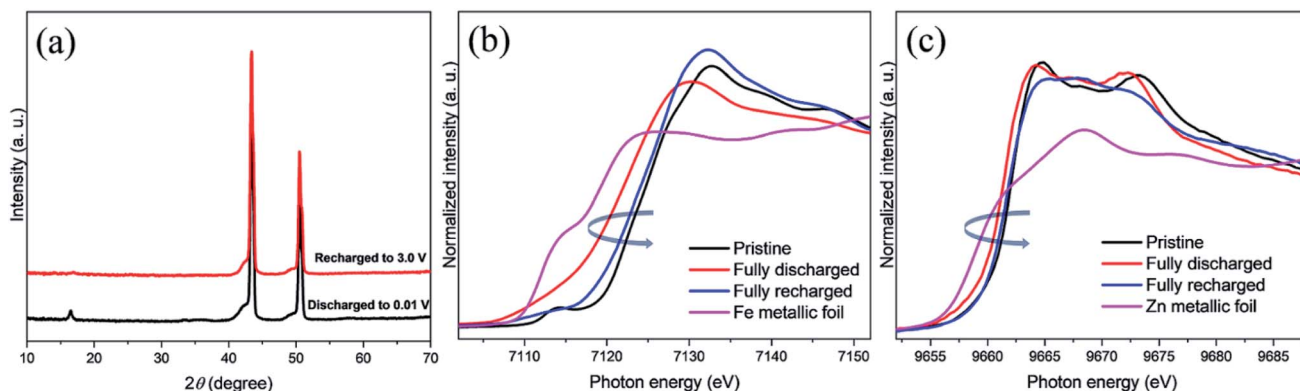 (a)
Intensity (a. u.)
Recharged to 3.0 V
Discharged to 0.01 V
10 20 30 40 50 60 70
2θ (degree)
(b)
Normalized intensity (a. u.)
Pristine
Fully discharged
Fully recharged
Fe metallic foil
7110 7120 7130 7140 7150
Photon energy (eV)
(c)
Normalized intensity (a. u.)
Pristine
Fully discharged
Fully recharged
Zn metallic foil
9655 9660 9665 9670 9675 9680 9685
Photon energy (eV)